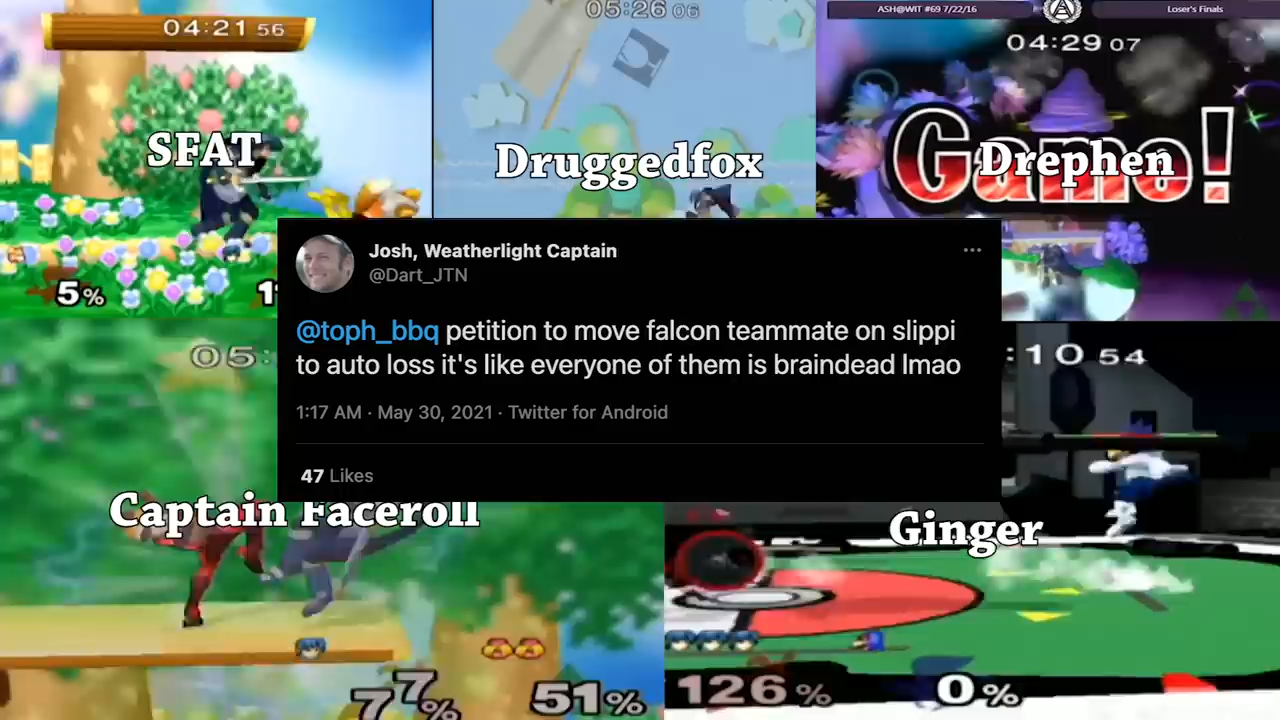 04:21 56
05:26 06
ASH@WIT #69 7/22/16
Loser's Finals
04:29 07
Game!
SFAT
Druggedfox
Drephen
5%
Josh, Weatherlight Captain
@Dart_JTN
@toph_bbq petition to move falcon teammate on slippi
to auto loss it's like everyone of them is braindead lmao
1:17 AM · May 30, 2021 · Twitter for Android
47 Likes
05:
:10 54
Captain Faceroll
Ginger
77%
51%
126%
0%